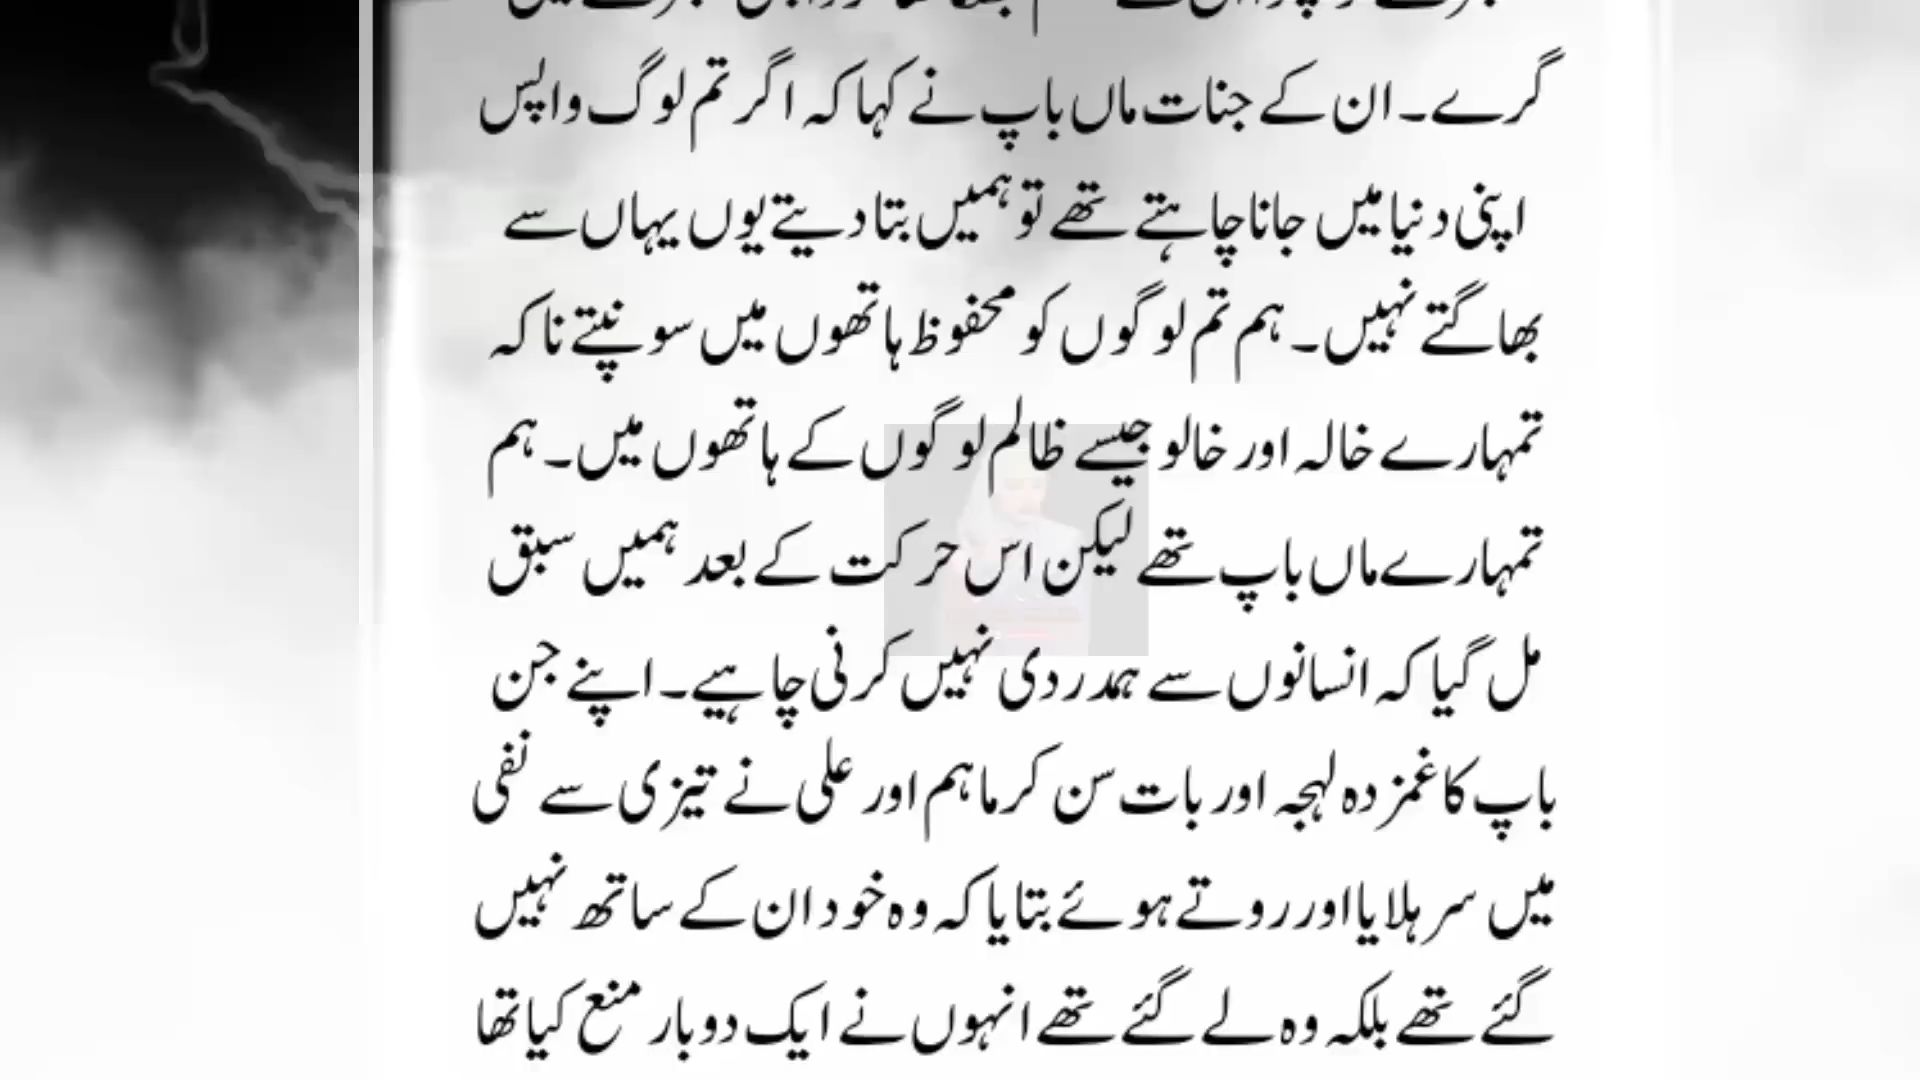 گرے۔ ان کے جنات ماں باپ نے کہا کہ اگر تم لوگ واپس
اپنی دنیا میں جانا چاہتے تھے تو ہمیں بتا دیتے یوں یہاں سے
بھاگتے نہیں۔ ہم تم لوگوں کو محفوظ ہاتھوں میں سونپتے نا کہ
تمہارے خالہ اور خالو جیسے ظالم لوگوں کے ہاتھوں میں۔ ہم
تمہارے ماں باپ تھے لیکن اس حرکت کے بعد ہمیں سبق
مل گیا کہ انسانوں سے ہمدردی نہیں کرنی چاہیے۔ اپنے جن
باپ کا غمزدہ لہجہ اور بات سن کر ماہم اور علی نے تیزی سے نفی
میں سر ہلایا اور روتے ہوئے بتایا کہ وہ خود ان کے ساتھ نہیں
گئے تھے بلکہ وہ لے گئے تھے انہوں نے ایک دو بار منع کیا تھا